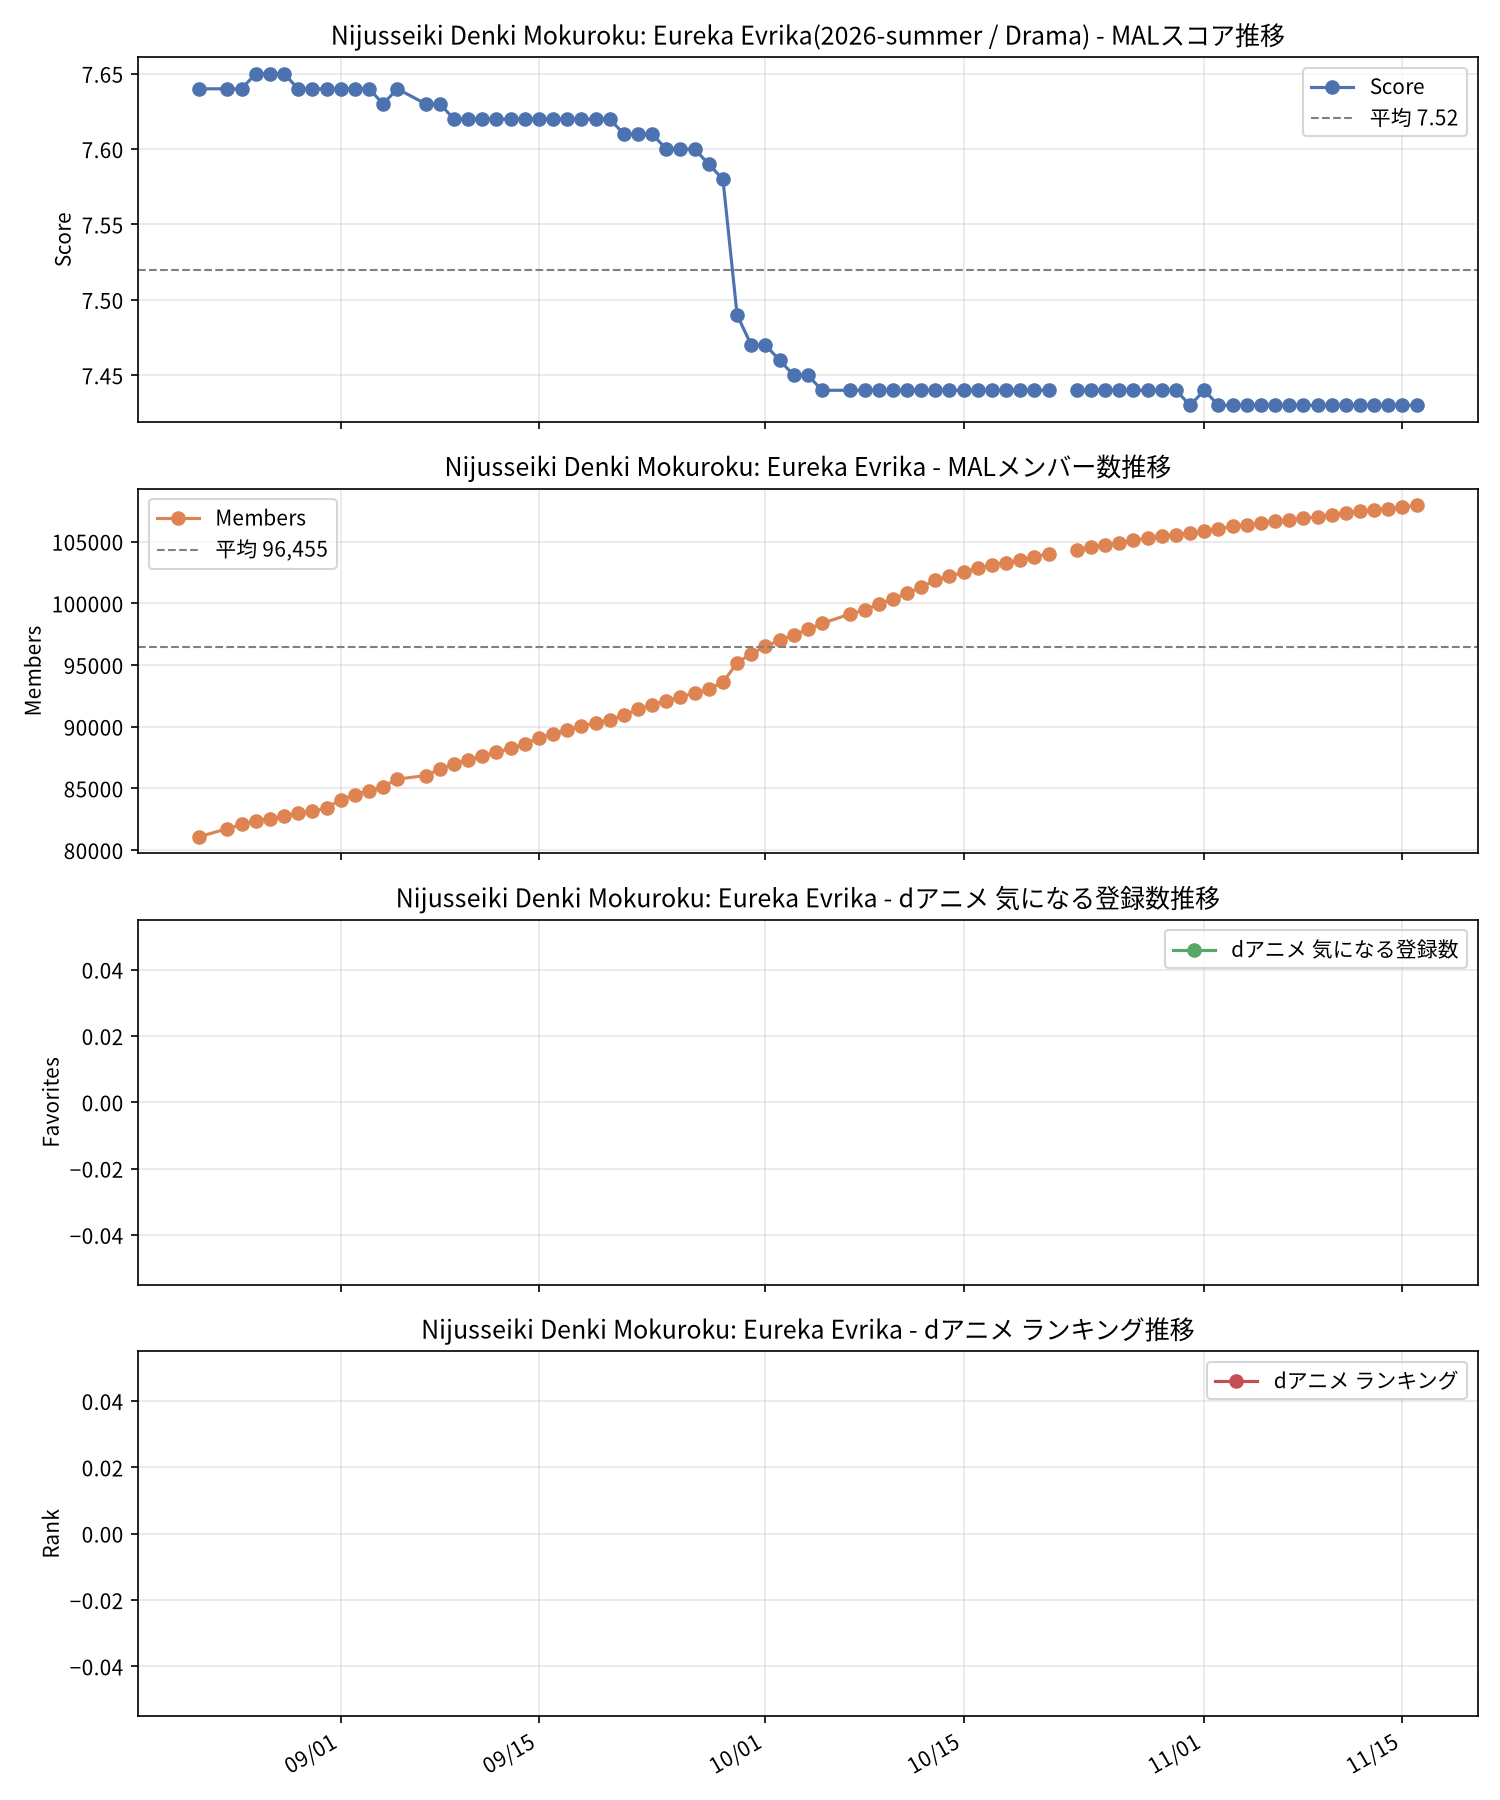 Nijusseiki Denki Mokuroku: Eureka Evrika(2026-summer / Drama) - MALスコア推移
Score
7.65
7.60
7.55
7.50
7.45
Score
平均 7.52
Nijusseiki Denki Mokuroku: Eureka Evrika - MALメンバー数推移
Members
105000
100000
95000
90000
85000
80000
Members
平均 96,455
Nijusseiki Denki Mokuroku: Eureka Evrika - dアニメ 気になる登録数推移
Favorites
0.04
0.02
0.00
−0.02
−0.04
dアニメ 気になる登録数
Nijusseiki Denki Mokuroku: Eureka Evrika - dアニメ ランキング推移
Rank
0.04
0.02
0.00
−0.02
−0.04
dアニメ ランキング
09/01
09/15
10/01
10/15
11/01
11/15